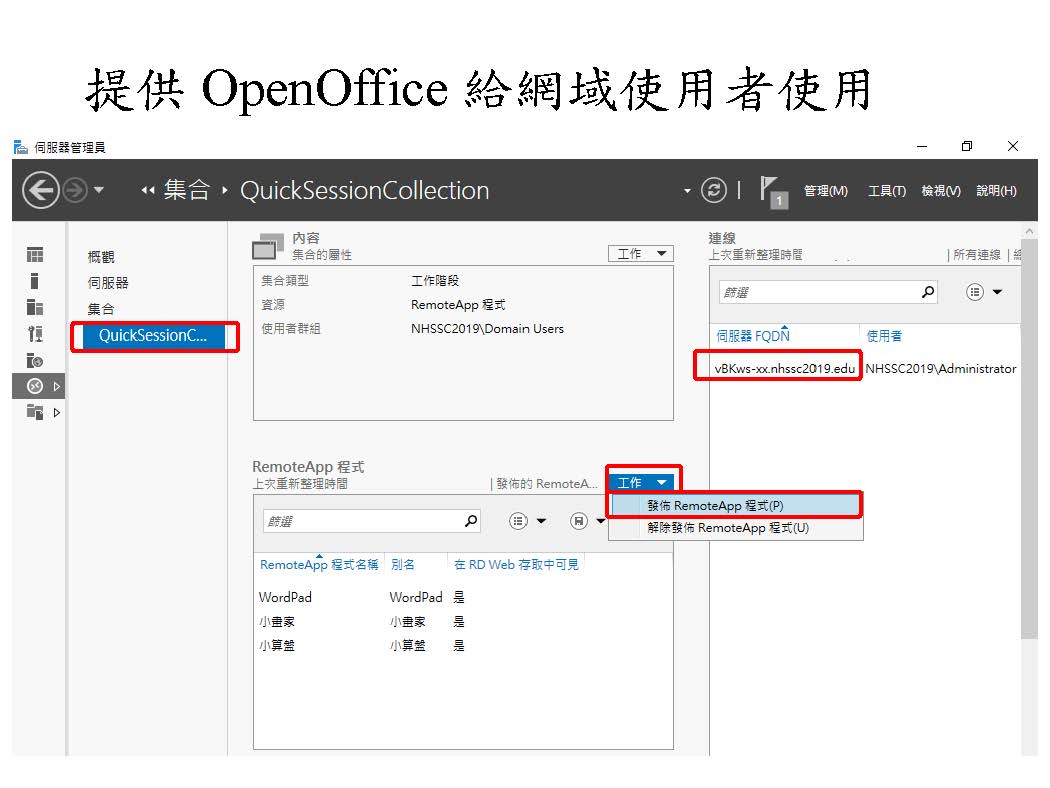 提供 OpenOffice 給網域使用者使用
伺服器管理員
集合 QuickSessionCollection
1
管理(M) 工具(T) 檢視(V) 說明(H)
概觀
伺服器
集合
QuickSessionC...
內容
集合的屬性
工作
集合類型 工作階段
資源 RemoteApp 程式
使用者群組 NHSSC2019\Domain Users
RemoteApp 程式
上次重新整理時間 | 發佈的 RemoteA...
工作
發佈 RemoteApp 程式(P)
解除發佈 RemoteApp 程式(U)
篩選
RemoteApp 程式名稱 別名 在 RD Web 存取中可見
WordPad WordPad 是
小畫家 小畫家 是
小算盤 小算盤 是
連線
上次重新整理時間 | 所有連線 |
篩選
伺服器 FQDN 使用者
vBKws-xx.nhssc2019.edu NHSSC2019\Administrator